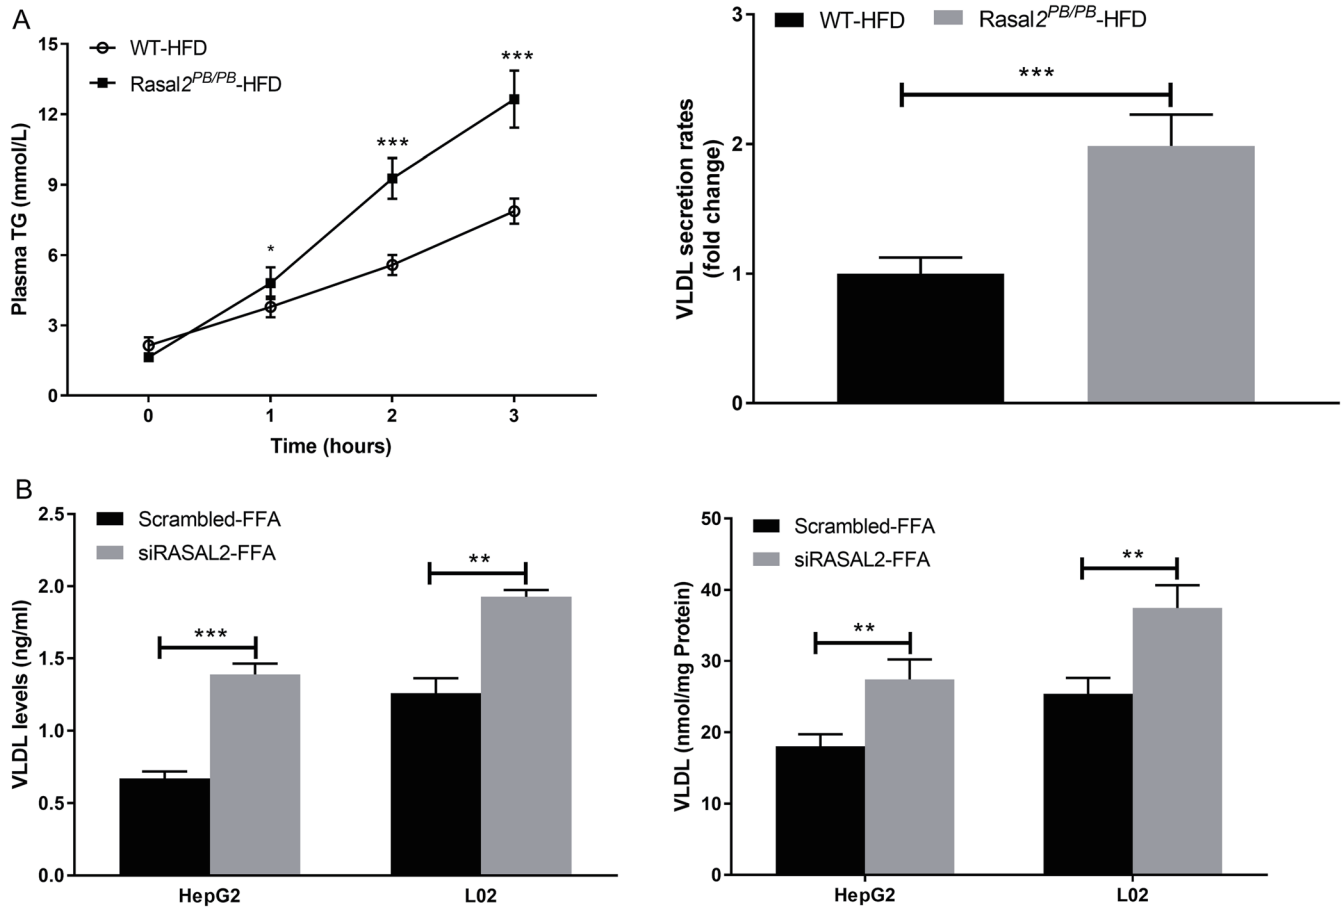 A
WT-HFD
Rasal2PB/PB-HFD
***
***
*
15
12
9
6
3
0
Plasma TG (mmol/L)
0 1 2 3
Time (hours)
WT-HFD Rasal2PB/PB-HFD
***
3
2
1
0
VLDL secretion rates
(fold change)
B
Scrambled-FFA
siRASAL2-FFA
***
**
2.5
2.0
1.5
1.0
0.5
0.0
VLDL levels (ng/ml)
HepG2 L02
Scrambled-FFA
siRASAL2-FFA
**
**
50
40
30
20
10
0
VLDL (nmol/mg Protein)
HepG2 L02